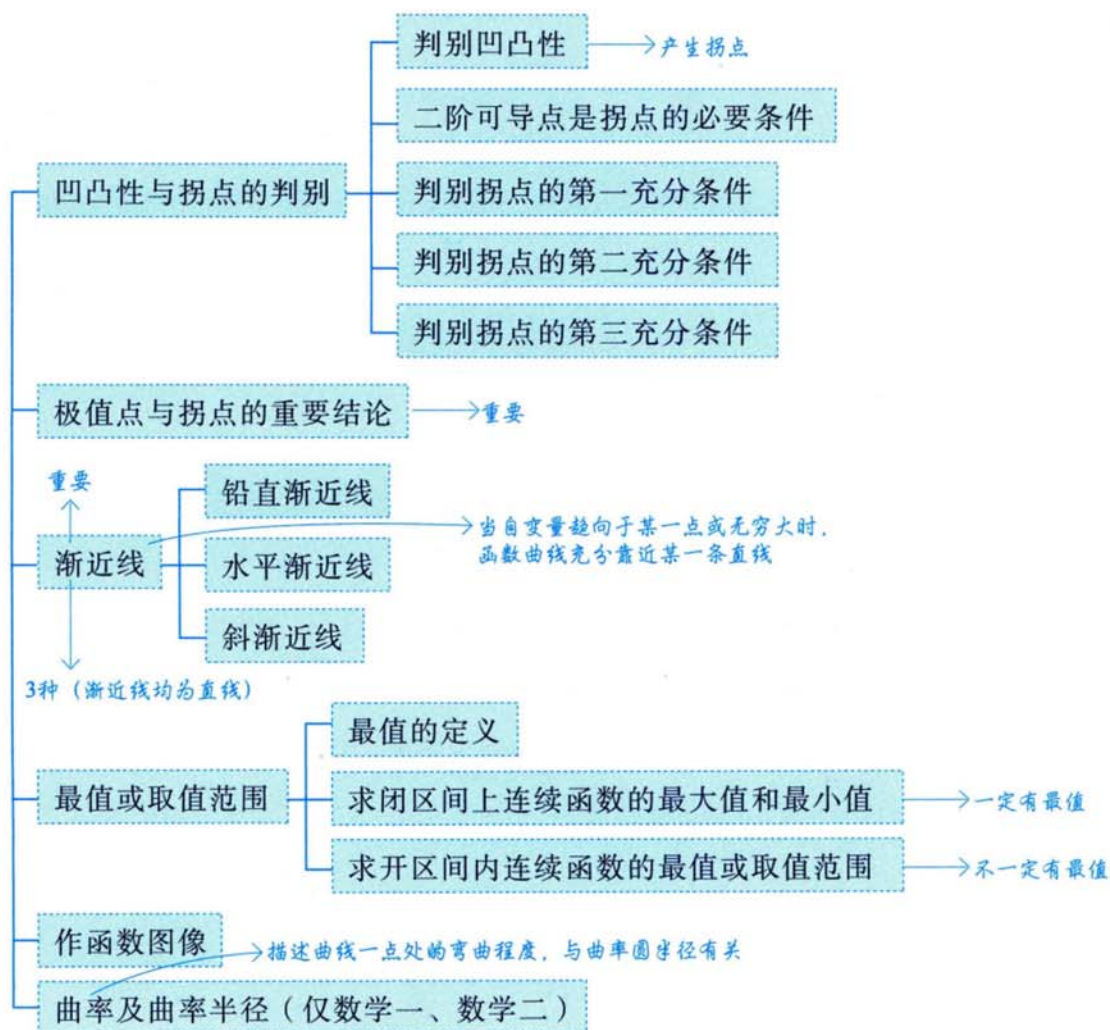 判别凹凸性
产生拐点
二阶可导点是拐点的必要条件
凹凸性与拐点的判别
判别拐点的第一充分条件
判别拐点的第二充分条件
判别拐点的第三充分条件
极值点与拐点的重要结论
重要
重要
铅直渐近线
当自变量趋向于某一点或无穷大时，
函数曲线充分靠近某一条直线
渐近线
水平渐近线
斜渐近线
3种（渐近线均为直线）
最值的定义
最值或取值范围
求闭区间上连续函数的最大值和最小值
一定有最值
求开区间内连续函数的最值或取值范围
不一定有最值
作函数图像
描述曲线一点处的弯曲程度，与曲率圆半径有关
曲率及曲率半径（仅数学一、数学二）